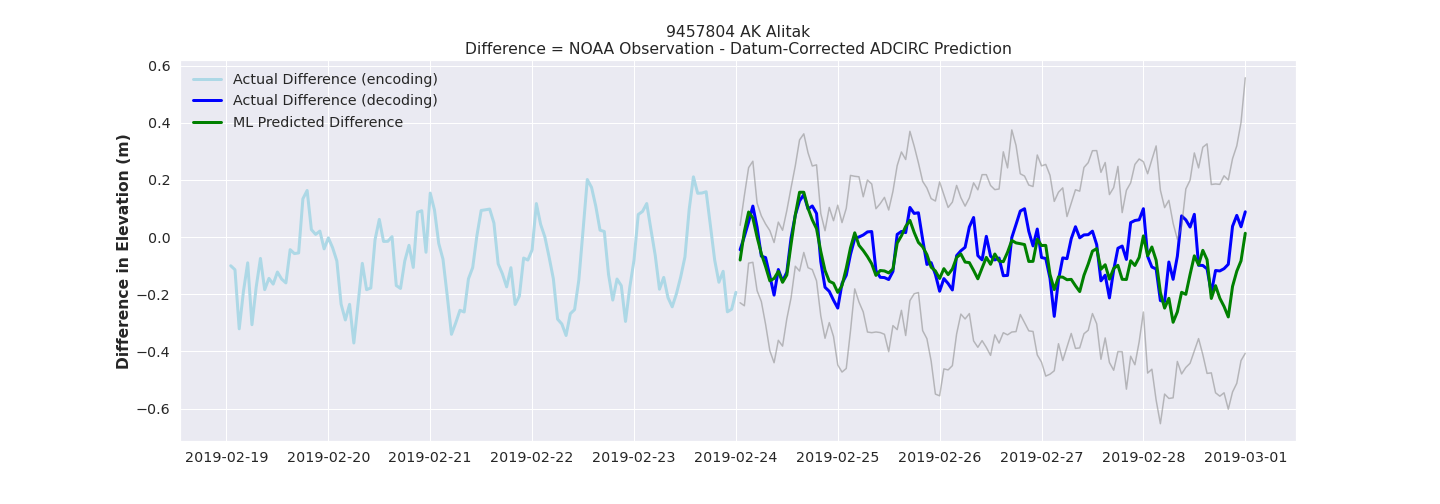 9457804 AK Alitak
Difference = NOAA Observation - Datum-Corrected ADCIRC Prediction
Actual Difference (encoding)
Actual Difference (decoding)
ML Predicted Difference
Difference in Elevation (m)
0.6
0.4
0.2
0.0
−0.2
−0.4
−0.6
2019-02-19 2019-02-20 2019-02-21 2019-02-22 2019-02-23 2019-02-24 2019-02-25 2019-02-26 2019-02-27 2019-02-28 2019-03-01